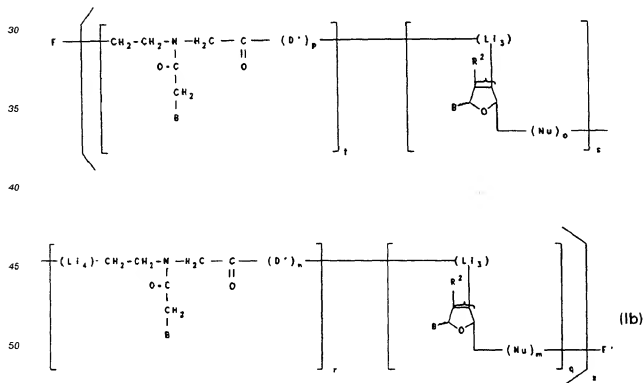 30
F CH2-CH2-N-H2C-C-(D')p (Li3)
O=C O R2
35
CH2 B O
B (Nu)o
t s
40
45
(Li4)-CH2-CH2-N-H2C-C-(D')n (Li3)
O=C O R2
CH2 B O (Ib)
50
B (Nu)m F'
r q x